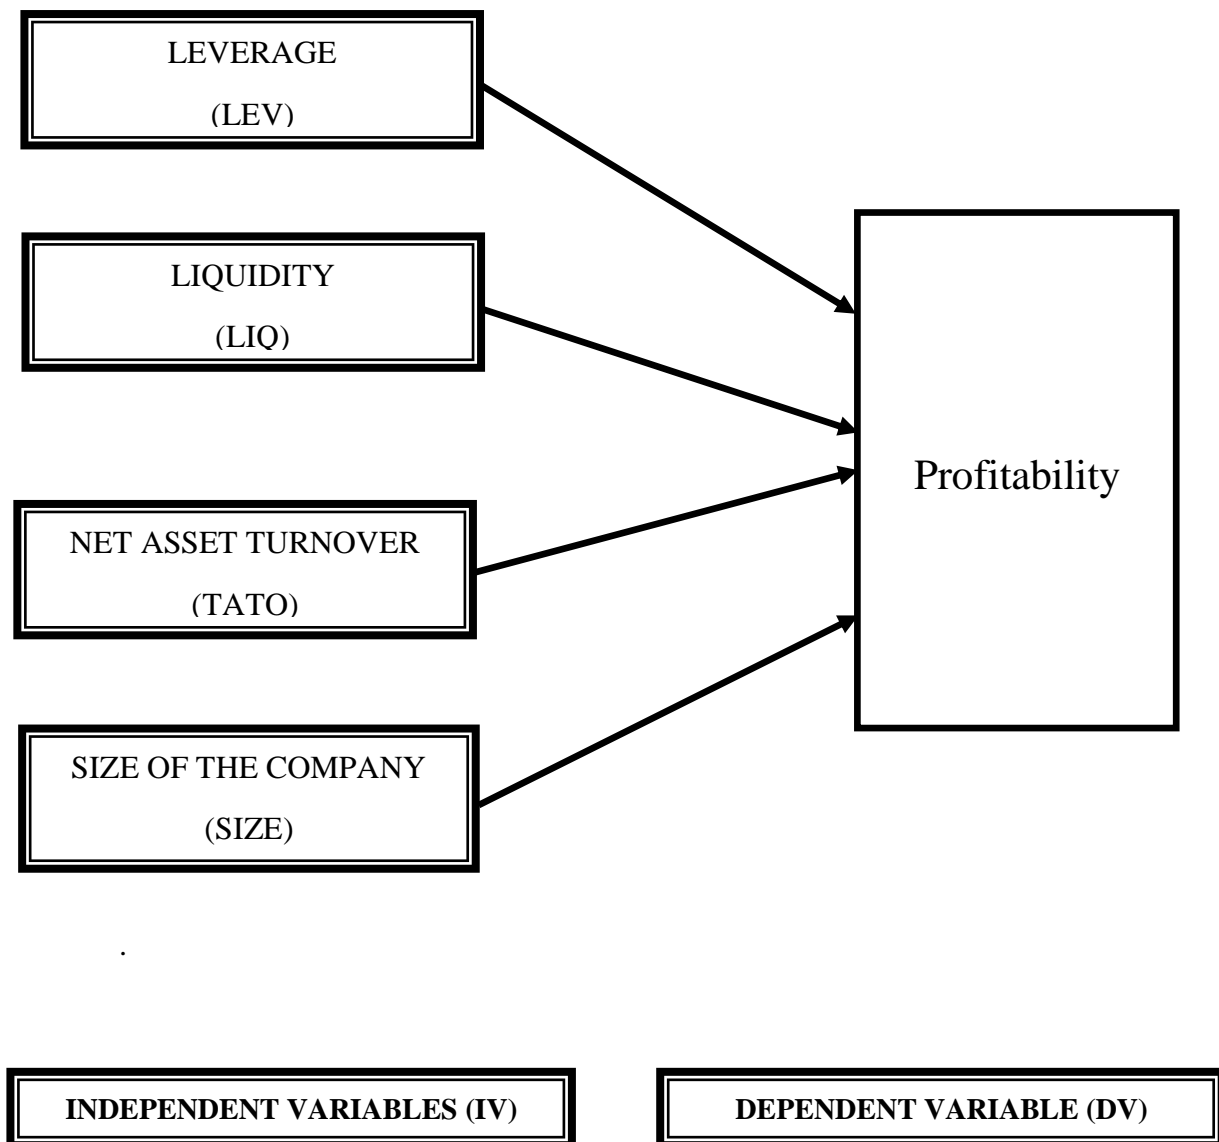 LEVERAGE
(LEV)
LIQUIDITY
(LIQ)
Profitability
NET ASSET TURNOVER
(TATO)
SIZE OF THE COMPANY
(SIZE)
.
INDEPENDENT VARIABLES (IV)
DEPENDENT VARIABLE (DV)